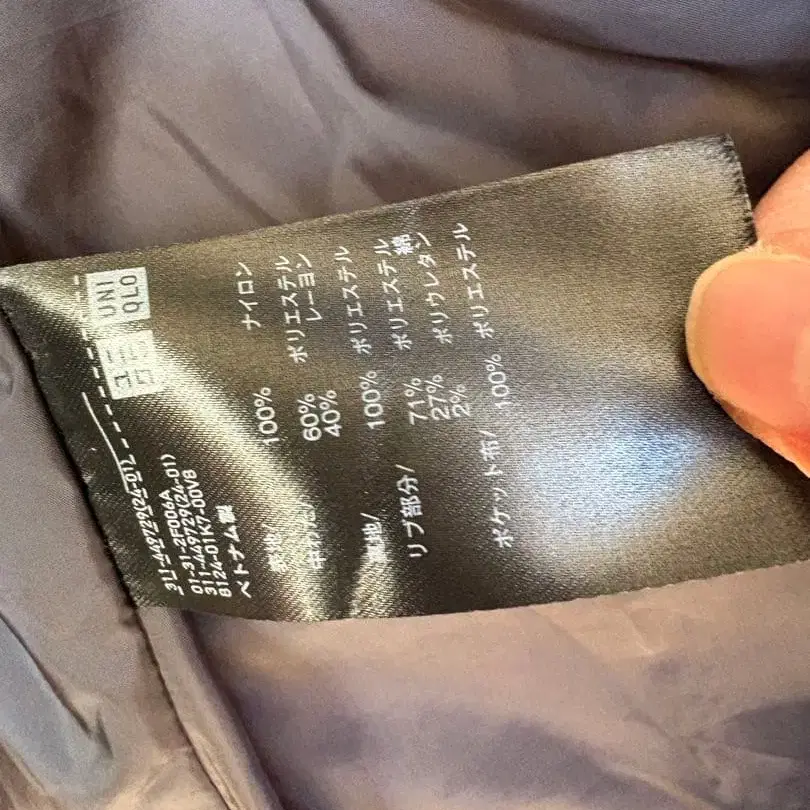 ユニ
クロ
UNI
QLO
2F006A
ベトナム製
表地/ 100% ナイロン
中わた/ 60% ポリエステル
40% レーヨン
裏地/ 100% ポリエステル
リブ部分/ 71% ポリエステル
27% 綿
2% ポリウレタン
ポケット布/ 100% ポリエステル